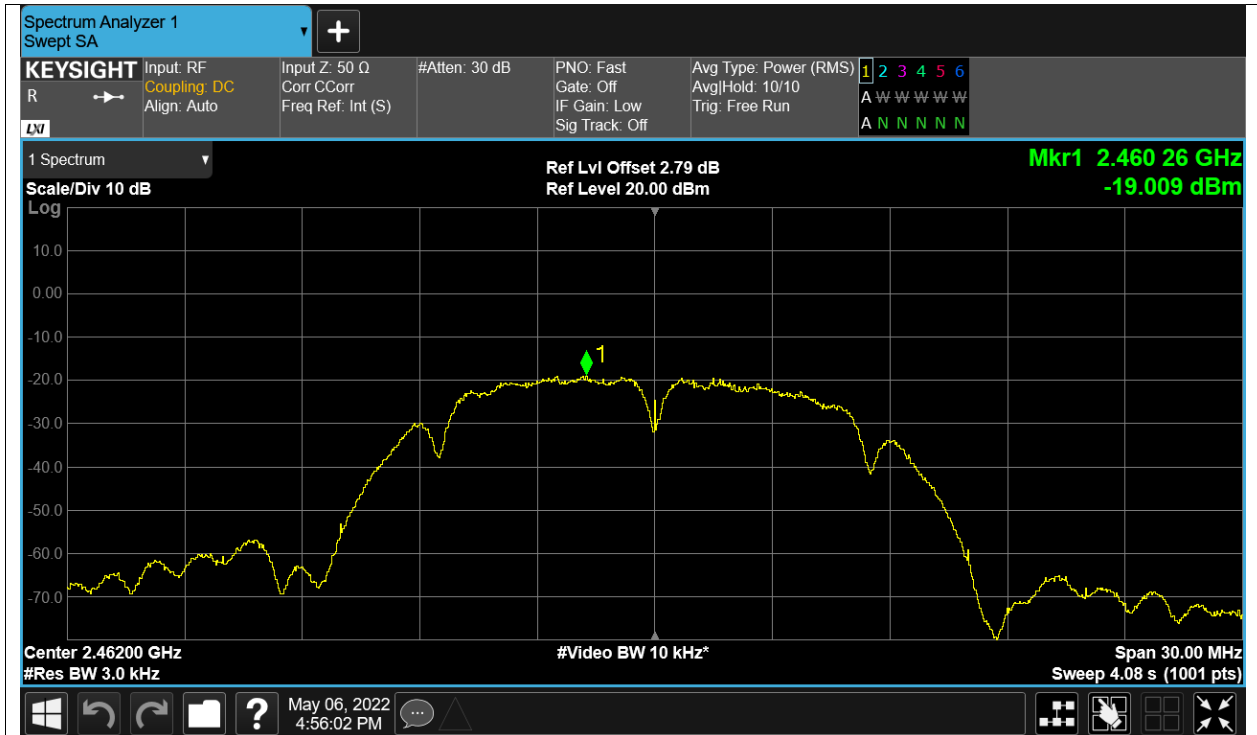 Spectrum Analyzer 1
Swept SA
KEYSIGHT
R
LXI
Input: RF
Coupling: DC
Align: Auto
Input Z: 50 Ω
Corr CCorr
Freq Ref: Int (S)
#Atten: 30 dB
PNO: Fast
Gate: Off
IF Gain: Low
Sig Track: Off
Avg Type: Power (RMS)
Avg|Hold: 10/10
Trig: Free Run
1 2 3 4 5 6
A W W W W W
A N N N N N
1 Spectrum
Scale/Div 10 dB
Log
Ref Lvl Offset 2.79 dB
Ref Level 20.00 dBm
Mkr1 2.460 26 GHz
-19.009 dBm
10.0
0.00
-10.0
1
-20.0
-30.0
-40.0
-50.0
-60.0
-70.0
Center 2.46200 GHz
#Video BW 10 kHz*
Span 30.00 MHz
#Res BW 3.0 kHz
Sweep 4.08 s (1001 pts)
?
May 06, 2022
4:56:02 PM